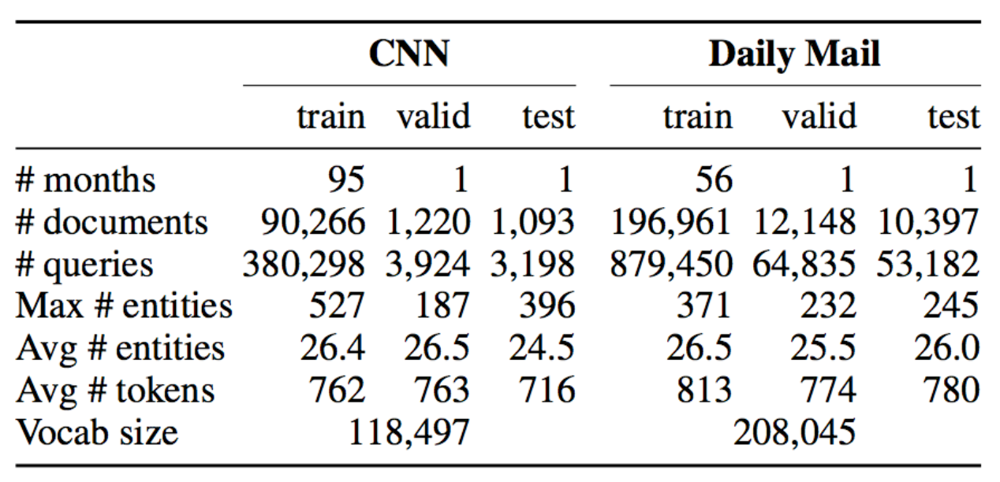 CNN Daily Mail
train valid test train valid test
# months 95 1 1 56 1 1
# documents 90,266 1,220 1,093 196,961 12,148 10,397
# queries 380,298 3,924 3,198 879,450 64,835 53,182
Max # entities 527 187 396 371 232 245
Avg # entities 26.4 26.5 24.5 26.5 25.5 26.0
Avg # tokens 762 763 716 813 774 780
Vocab size 118,497 208,045